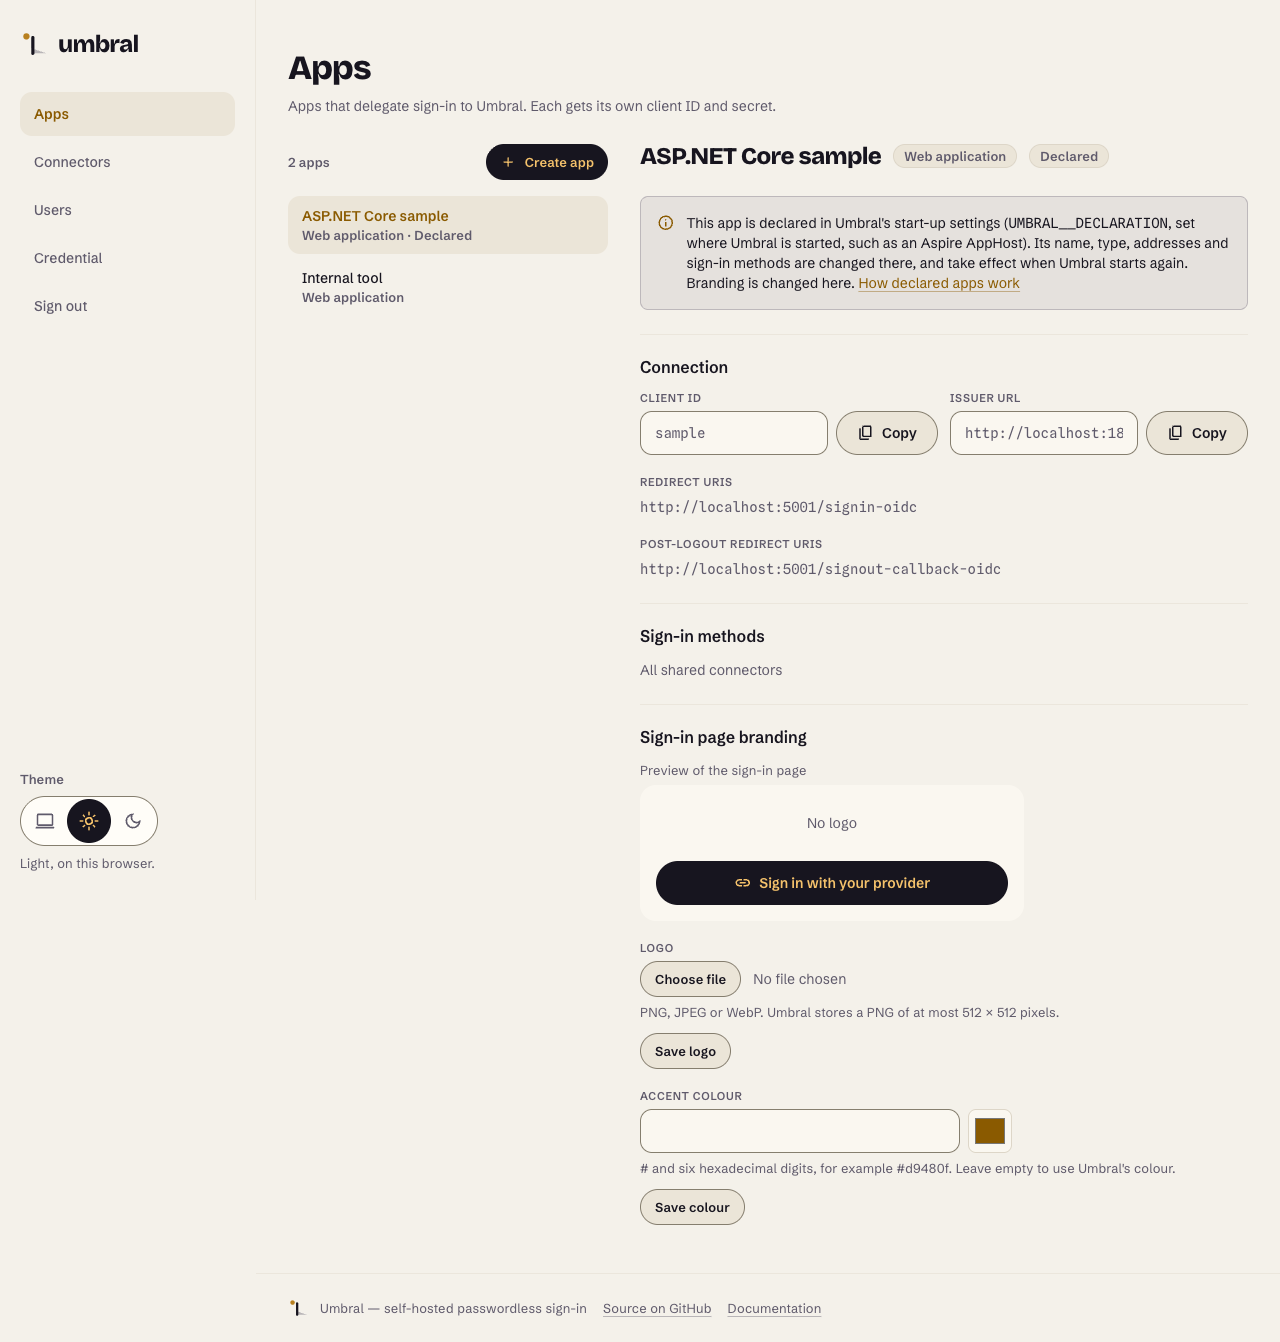 umbral
Apps
Connectors
Users
Credential
Sign out
Theme
Light, on this browser.
Apps
Apps that delegate sign-in to Umbral. Each gets its own client ID and secret.
2 apps
Create app
ASP.NET Core sample
Web application · Declared
Internal tool
Web application
ASP.NET Core sample
Web application
Declared
This app is declared in Umbral's start-up settings (UMBRAL__DECLARATION, set
where Umbral is started, such as an Aspire AppHost). Its name, type, addresses and
sign-in methods are changed there, and take effect when Umbral starts again.
Branding is changed here. How declared apps work
Connection
CLIENT ID
sample
Copy
ISSUER URL
http://localhost:18
Copy
REDIRECT URIS
http://localhost:5001/signin-oidc
POST-LOGOUT REDIRECT URIS
http://localhost:5001/signout-callback-oidc
Sign-in methods
All shared connectors
Sign-in page branding
Preview of the sign-in page
No logo
Sign in with your provider
LOGO
Choose file
No file chosen
PNG, JPEG or WebP. Umbral stores a PNG of at most 512 × 512 pixels.
Save logo
ACCENT COLOUR
# and six hexadecimal digits, for example #d9480f. Leave empty to use Umbral's colour.
Save colour
Umbral — self-hosted passwordless sign-in
Source on GitHub
Documentation